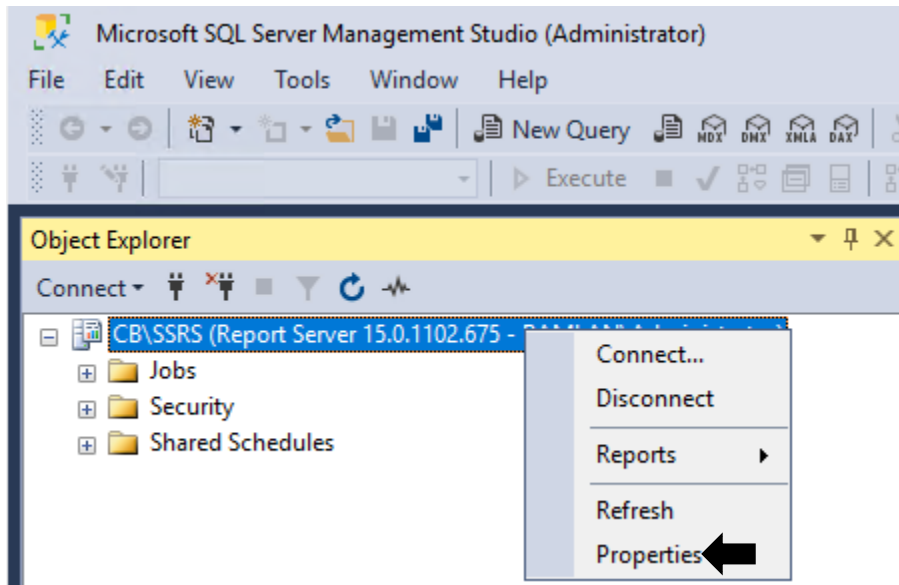 Microsoft SQL Server Management Studio (Administrator)
File Edit View Tools Window Help
New Query MDX DMX XMLA DAX
Execute
Object Explorer
Connect
CB\SSRS (Report Server 15.0.1102.675 -
Jobs
Security
Shared Schedules
Connect...
Disconnect
Reports
Refresh
Properties